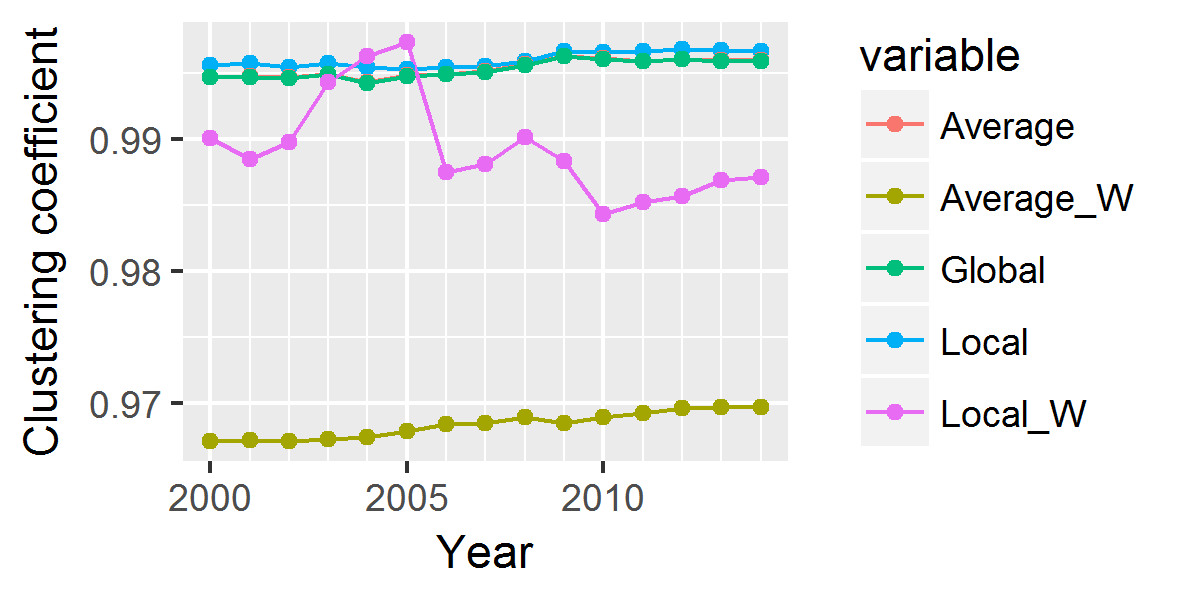 Clustering coefficient
0.99
0.98
0.97
2000 2005 2010
Year
variable
Average
Average_W
Global
Local
Local_W